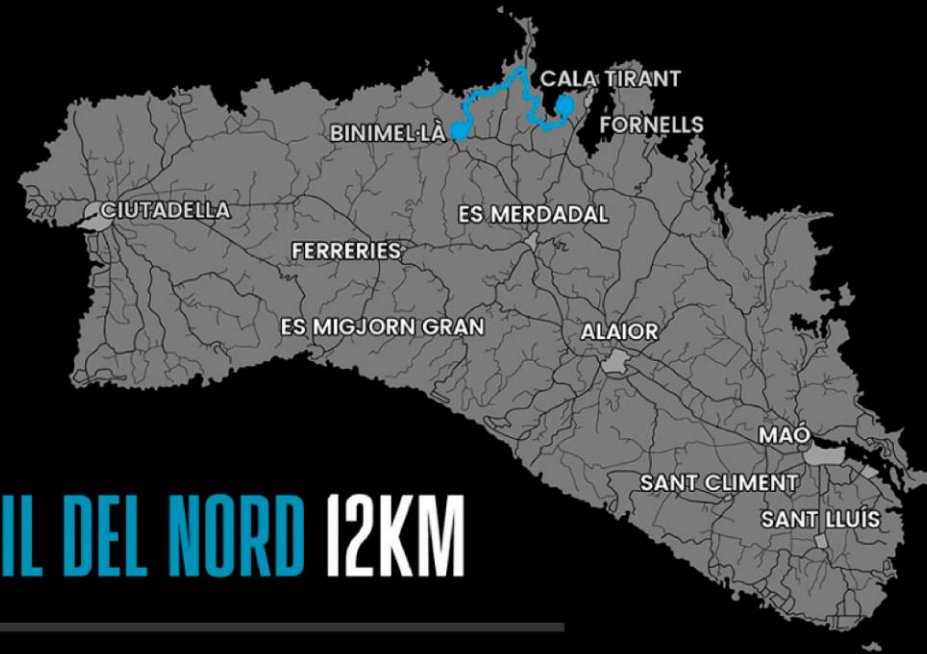 CALA TIRANT
FORNELLS
BINIMEL·LÀ
CIUTADELLA
ES MERDADAL
FERRERIES
ES MIGJORN GRAN
ALAIOR
MAÓ
SANT CLIMENT
SANT LLUÍS
IL DEL NORD 12KM